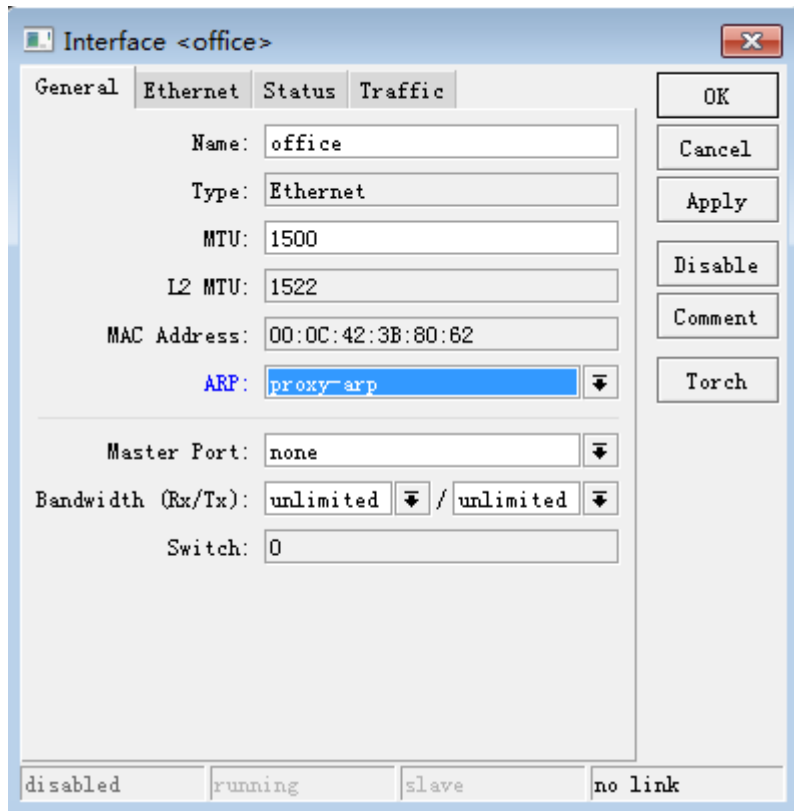 Interface <office>
General Ethernet Status Traffic
OK
Name: office
Cancel
Type: Ethernet
Apply
MTU: 1500
Disable
L2 MTU: 1522
Comment
MAC Address: 00:0C:42:3B:80:62
ARP: proxy-arp
Torch
Master Port: none
Bandwidth (Rx/Tx): unlimited / unlimited
Switch: 0
disabled running slave no link